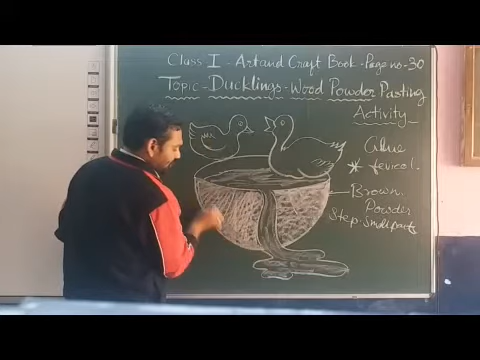 Class I - Art and Craft Book - Page no - 30
Topic - Ducklings - Wood Powder Pasting
Activity
Glue
* fevicol.
Brown
Powder
Step. Small parts